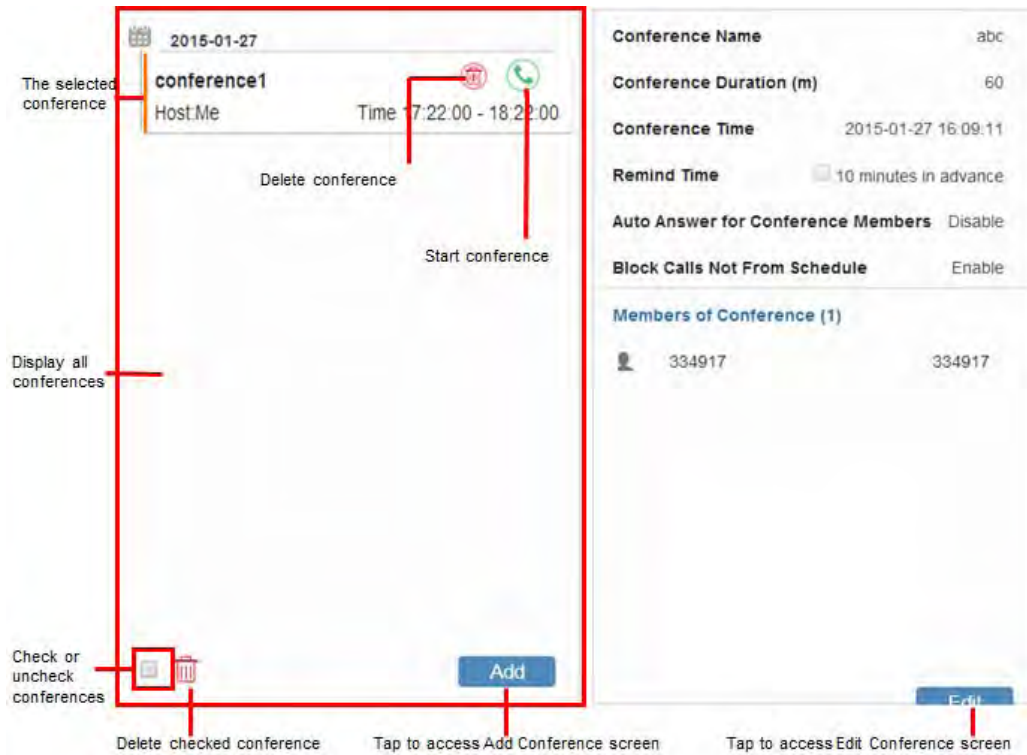 2015-01-27
The selected
conference
conference1
Host:Me
Time 17:22:00 - 18:22:00
Delete conference
Start conference
Display all
conferences
Check or
uncheck
conferences
Add
Delete checked conference
Tap to access Add Conference screen
Conference Name abc
Conference Duration (m) 60
Conference Time 2015-01-27 16:09:11
Remind Time 10 minutes in advance
Auto Answer for Conference Members Disable
Block Calls Not From Schedule Enable
Members of Conference (1)
334917 334917
Edit
Tap to access Edit Conference screen